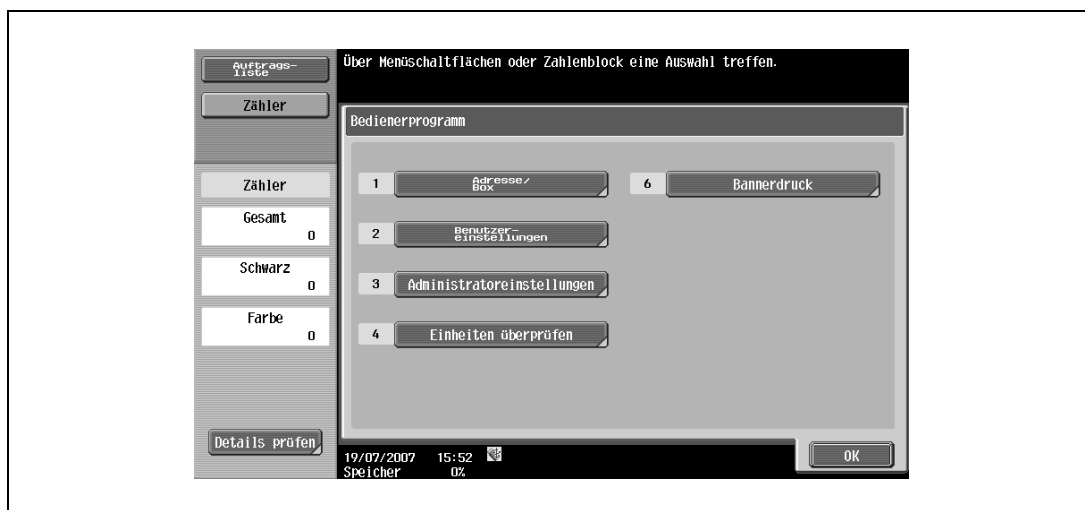 Auftrags-
liste
Zähler
Über Menüschaltflächen oder Zahlenblock eine Auswahl treffen.
Bedienerprogramm
Zähler
Gesamt
0
Schwarz
0
Farbe
0
Details prüfen
1 Adresse/
Box
2 Benutzer-
einstellungen
3 Administratoreinstellungen
4 Einheiten überprüfen
6 Bannerdruck
19/07/2007 15:52
Speicher 0%
OK